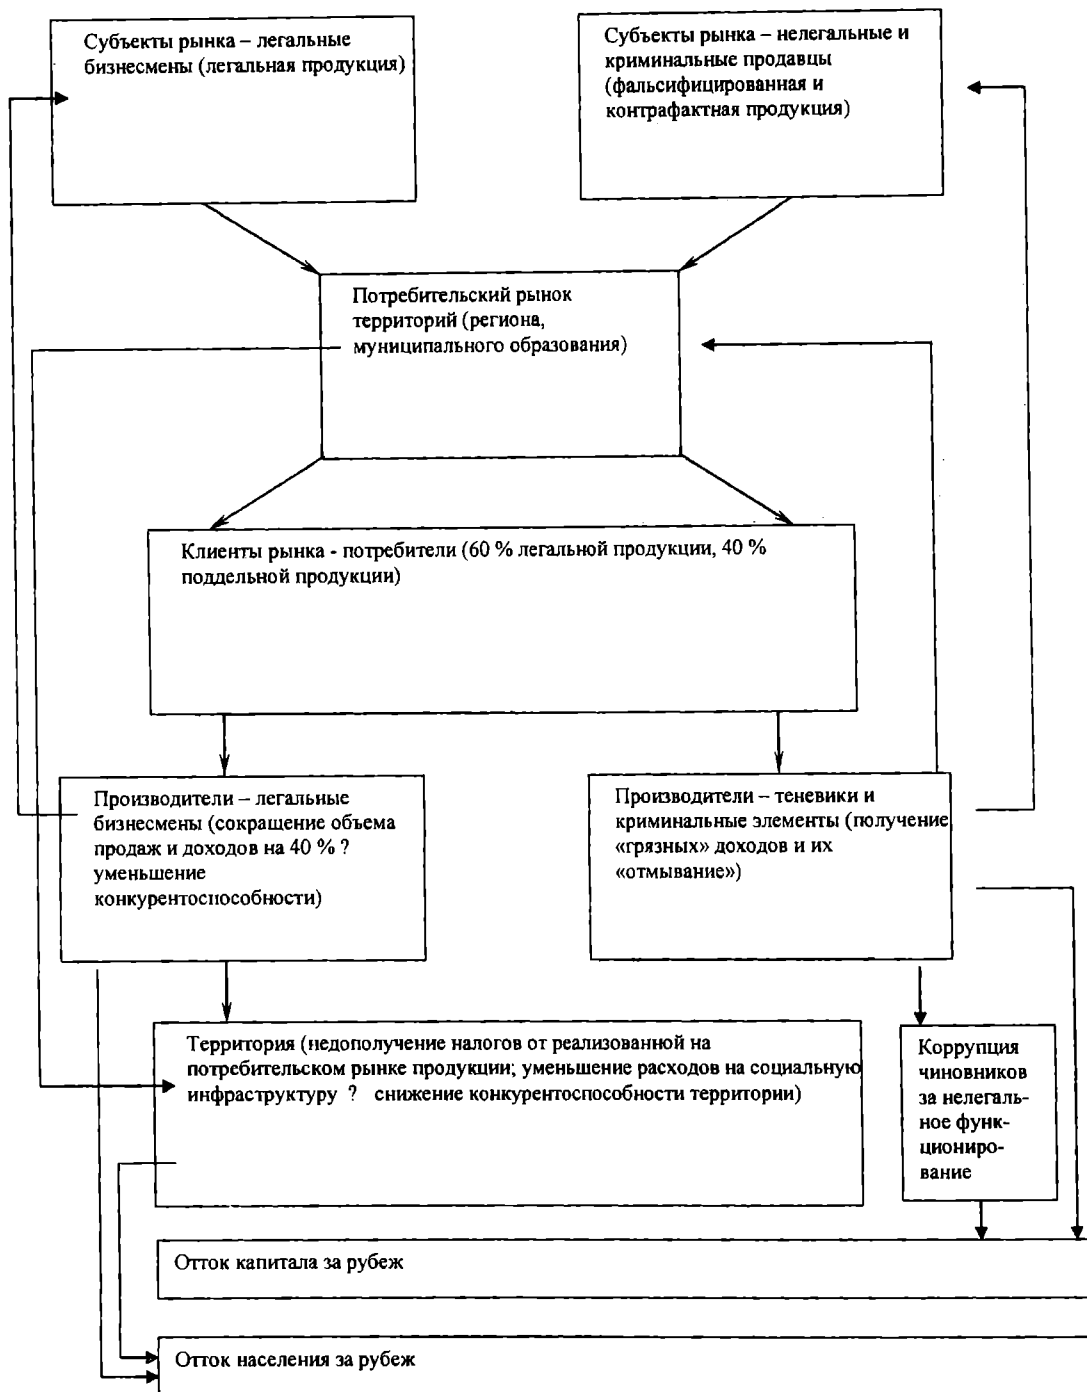 Субъекты рынка – легальные
бизнесмены (легальная продукция)
Субъекты рынка – нелегальные и
криминальные продавцы
(фальсифицированная и
контрафактная продукция)
Потребительский рынок
территорий (региона,
муниципального образования)
Клиенты рынка - потребители (60 % легальной продукции, 40 %
поддельной продукции)
Производители – легальные
бизнесмены (сокращение объема
продаж и доходов на 40 % ?
уменьшение
конкурентоспособности)
Производители – теневики и
криминальные элементы (получение
«грязных» доходов и их
«отмывание»)
Территория (недополучение налогов от реализованной на
потребительском рынке продукции; уменьшение расходов на социальную
инфраструктуру ? снижение конкурентоспособности территории)
Коррупция
чиновников
за нелегаль-
ное функ-
циониро-
вание
Отток капитала за рубеж
Отток населения за рубеж